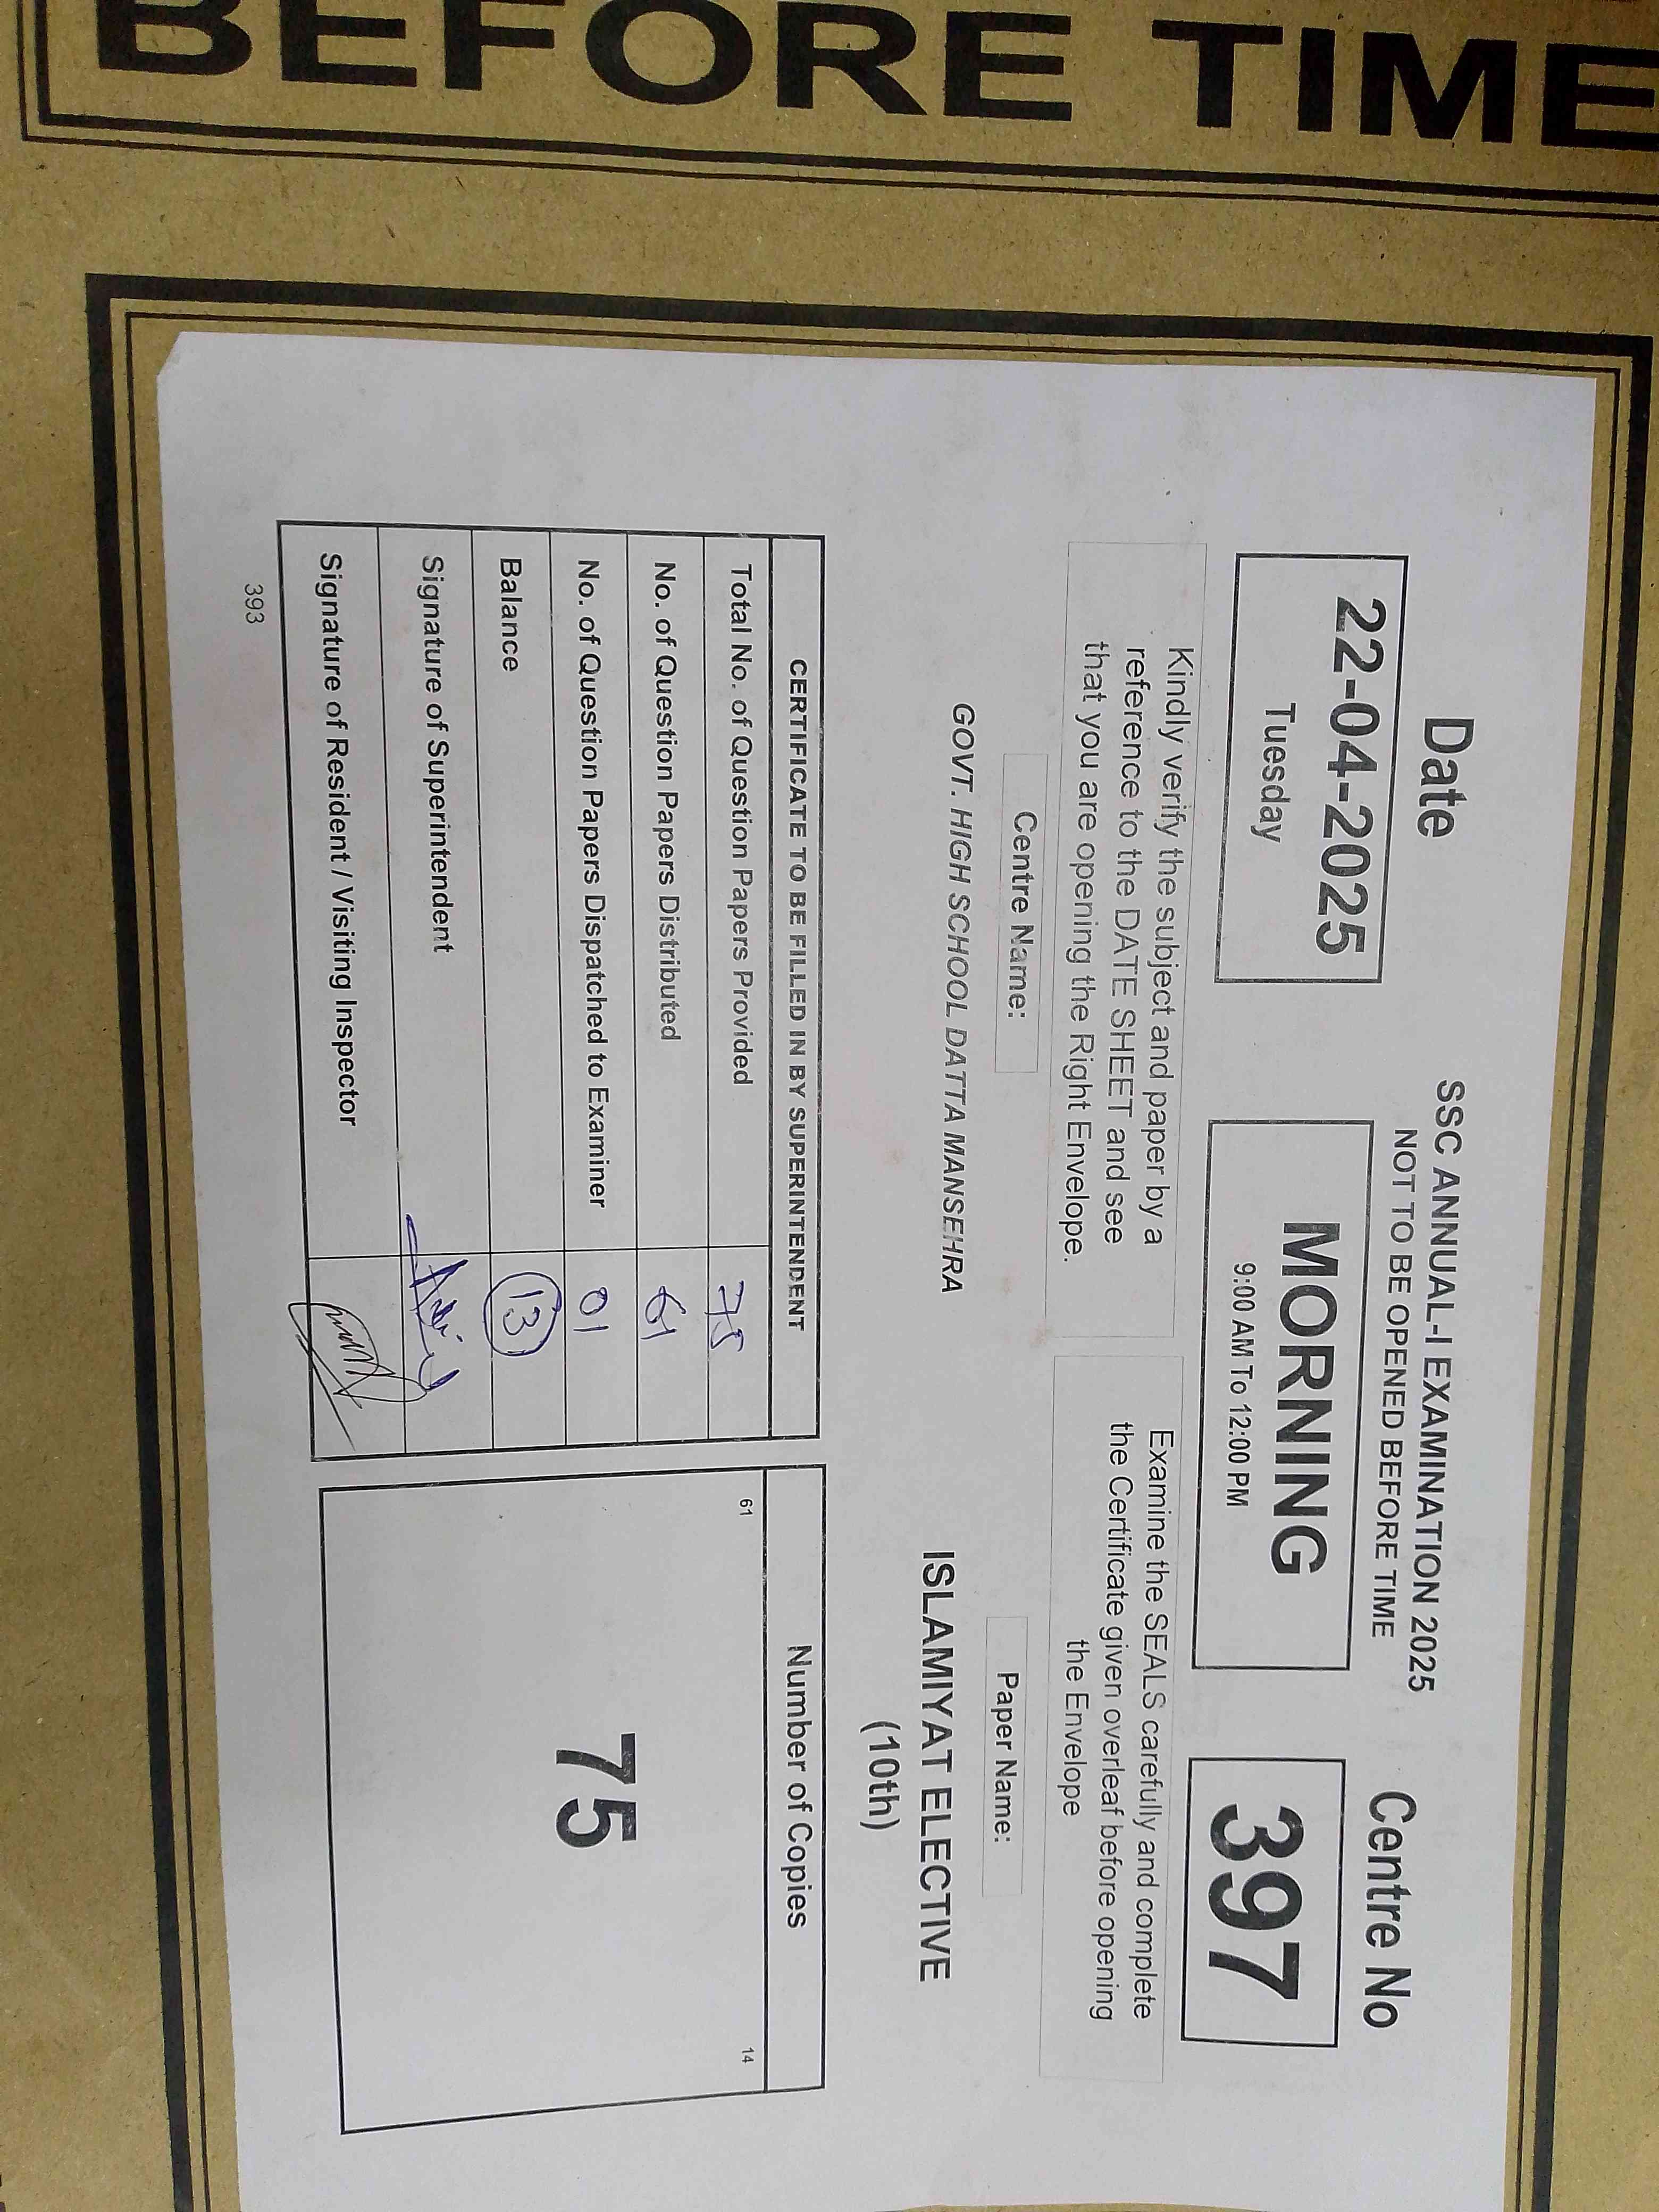 BEFORE TIME
SSC ANNUAL-I EXAMINATION 2025
NOT TO BE OPENED BEFORE TIME
Date
22-04-2025
Tuesday
MORNING
9:00 AM To 12:00 PM
Centre No
397
Kindly verify the subject and paper by a
reference to the DATE SHEET and see
that you are opening the Right Envelope.
Examine the SEALS carefully and complete
the Certificate given overleaf before opening
the Envelope
Centre Name:
GOVT. HIGH SCHOOL DATTA MANSEHRA
Paper Name:
ISLAMIYAT ELECTIVE
(10th)
CERTIFICATE TO BE FILLED IN BY SUPERINTENDENT
Total No. of Question Papers Provided 75
No. of Question Papers Distributed 61
No. of Question Papers Dispatched to Examiner 01
Balance 13
Signature of Superintendent
Signature of Resident / Visiting Inspector
Number of Copies
61 14
75
393